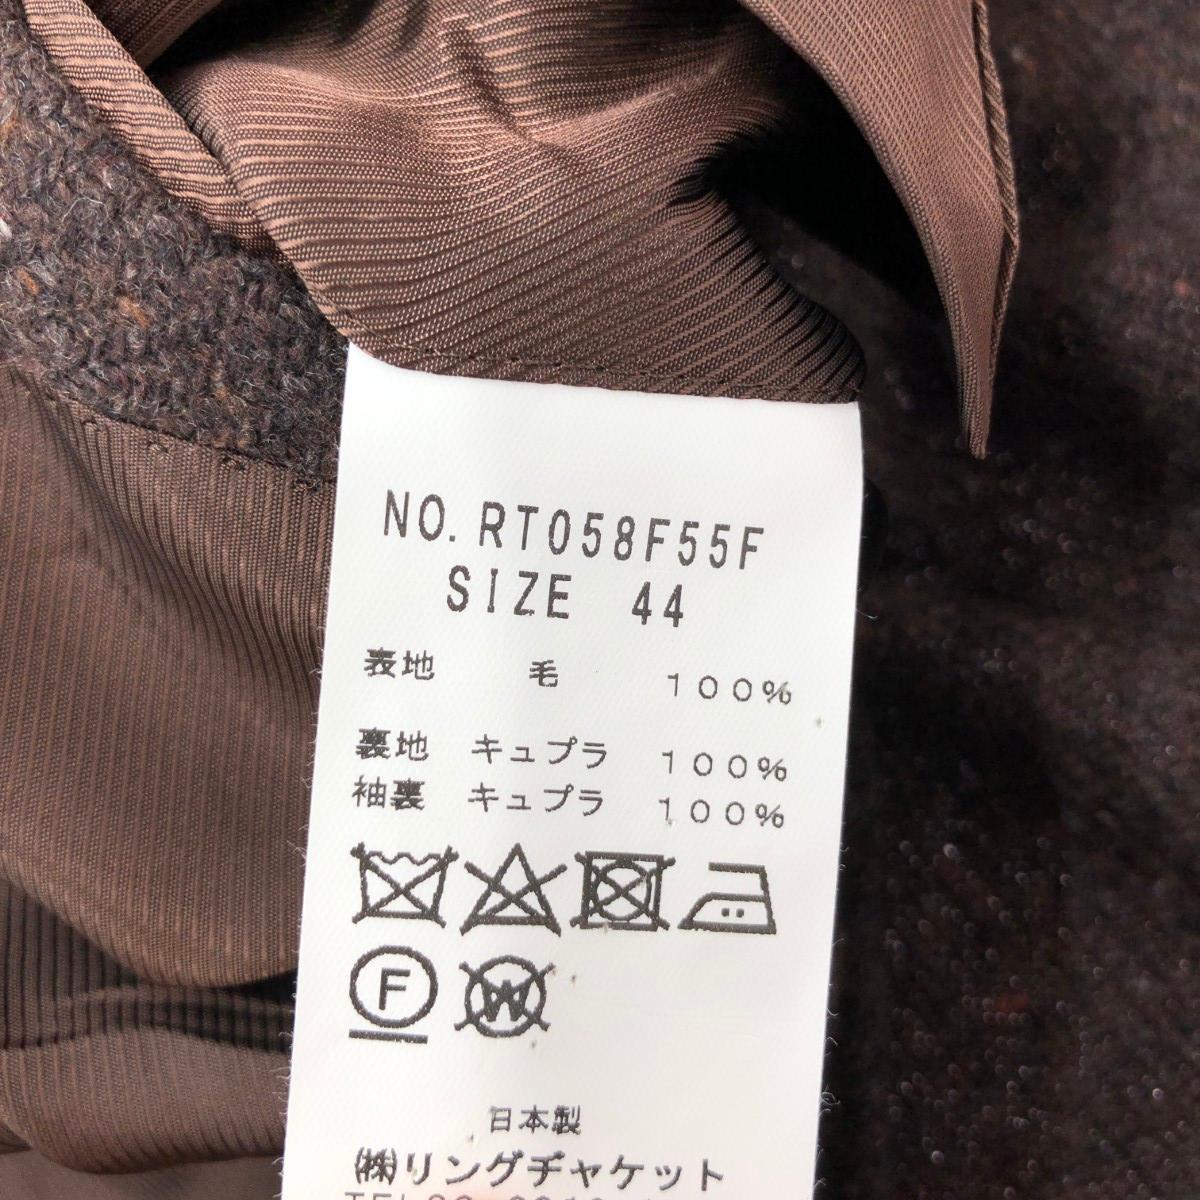 NO.RT058F55F
SIZE 44
表地 毛 100%
裏地 キュプラ 100%
袖裏 キュプラ 100%
F W
日本製
(株)リングヂャケット